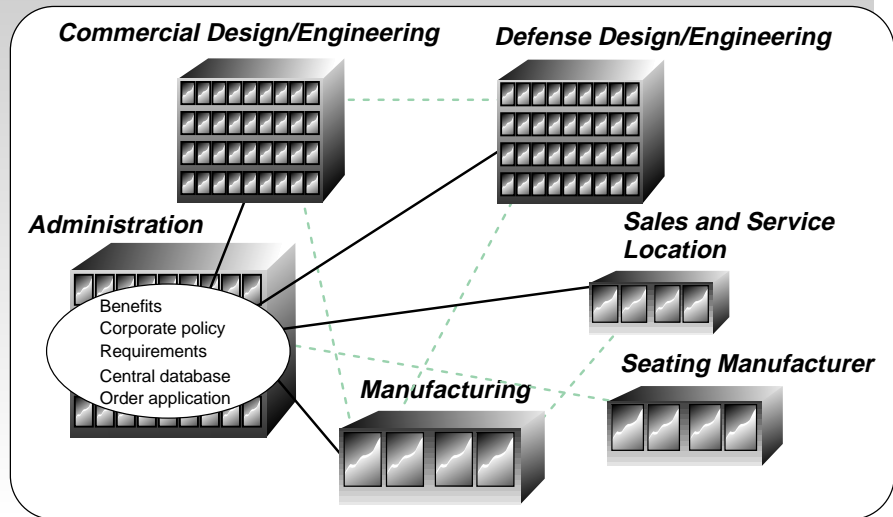 Commercial Design/Engineering
Defense Design/Engineering
Administration
Sales and Service
Location
Benefits
Corporate policy
Requirements
Central database
Order application
Manufacturing
Seating Manufacturer